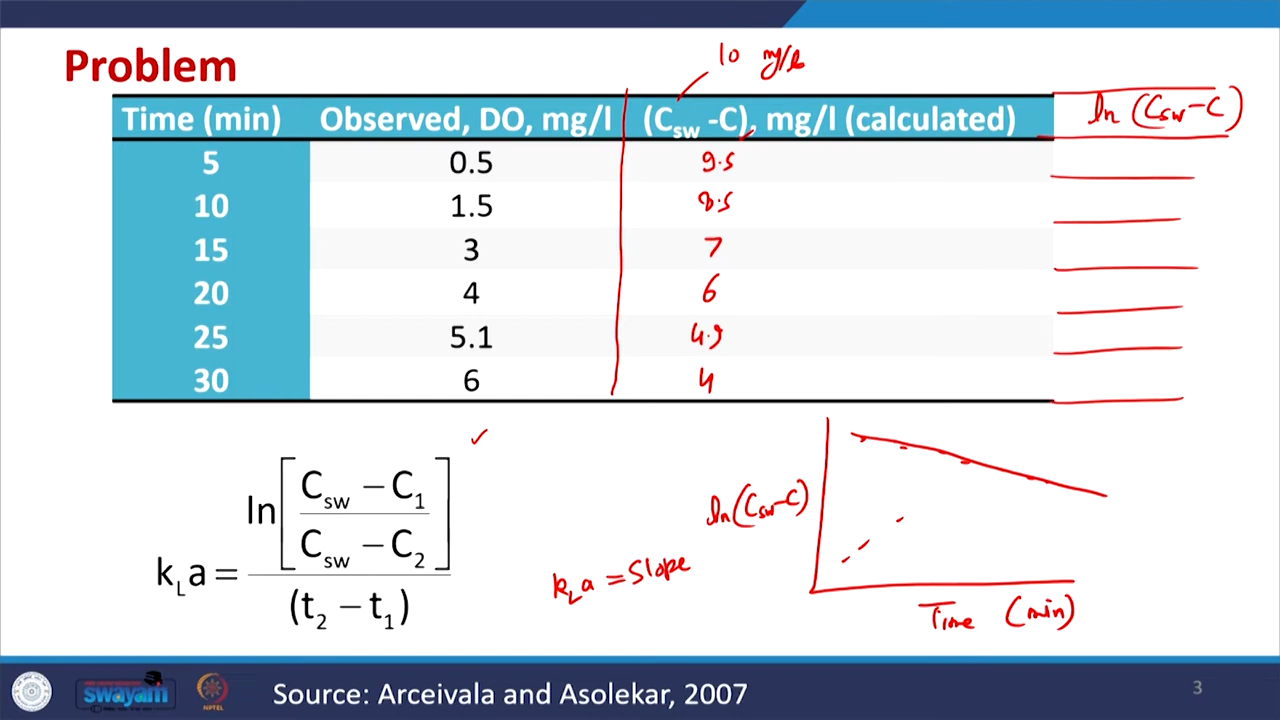 Problem
10 mg/l
Time (min) Observed, DO, mg/l (Csw -C), mg/l (calculated) ln (Csw-C)
5 0.5 9.5
10 1.5 8.5
15 3 7
20 4 6
25 5.1 4.9
30 6 4
kLa = ln[(Csw − C1)/(Csw − C2)] / (t2 − t1)
ln(Csw-C)
kLa = Slope
Time (min)
swayam
NPTEL
Source: Arceivala and Asolekar, 2007
3